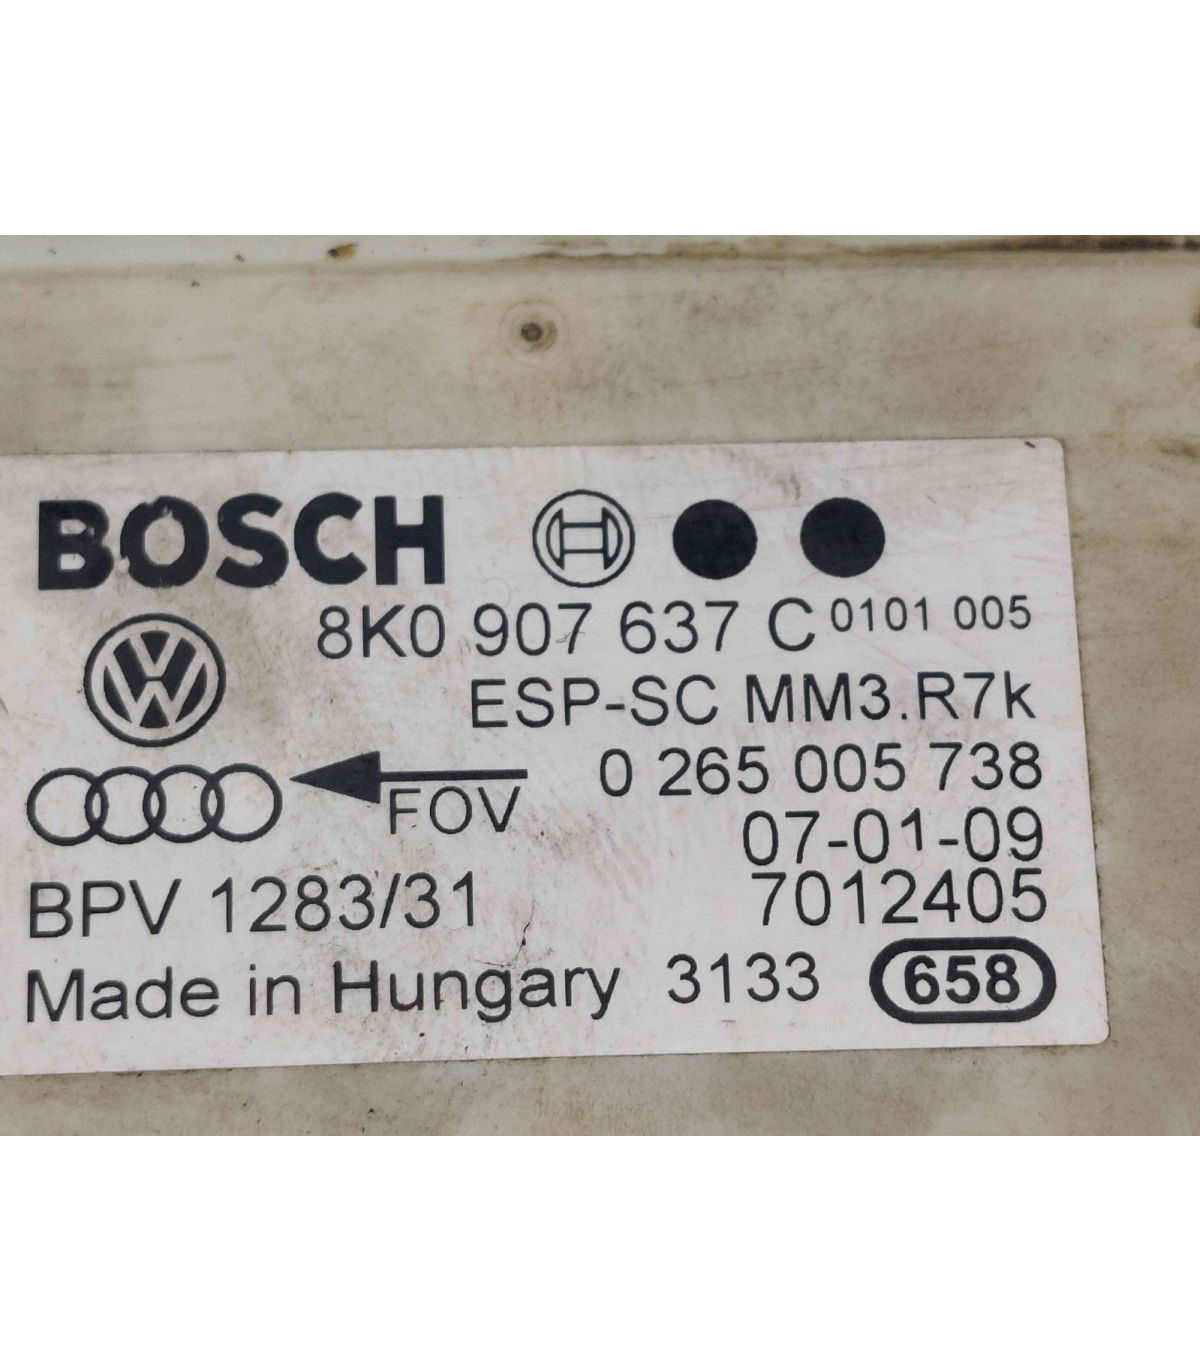 BOSCH
8K0 907 637 C 0101 005
ESP-SC MM3.R7k
FOV
0 265 005 738
07-01-09
BPV 1283/31
7012405
Made in Hungary 3133 658